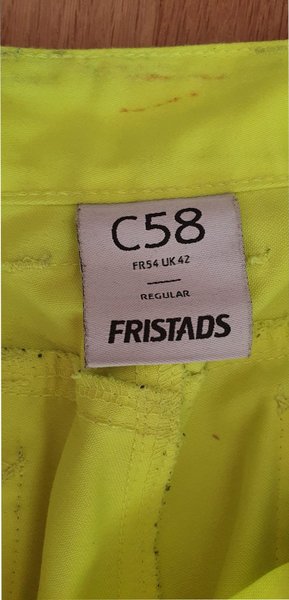 C58
FR54 UK 42
REGULAR
FRISTADS